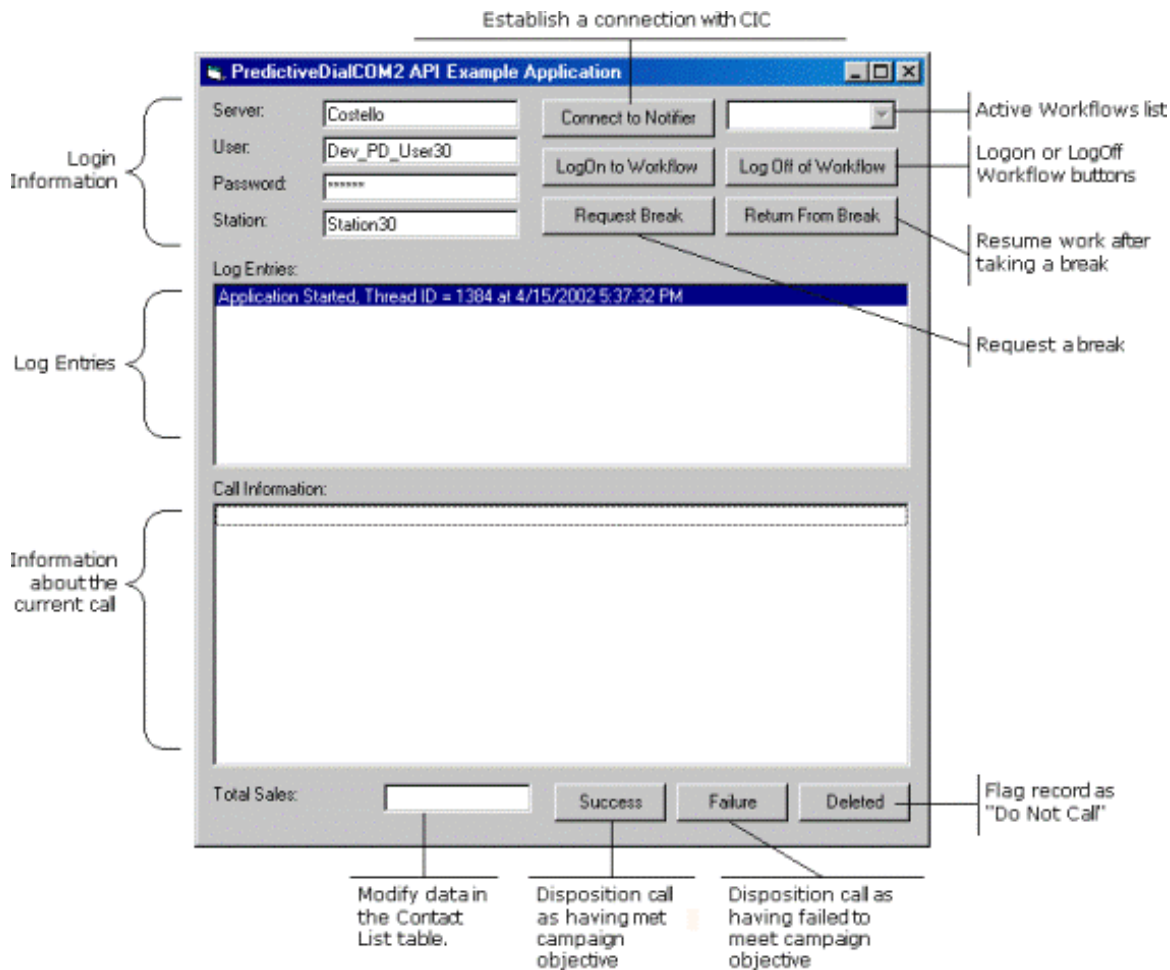 Establish a connection with CIC
PredictiveDialCOM2 API Example Application
Server:
Costello
Connect to Notifier
Active Workflows list
Login
Information
User:
Dev_PD_User30
LogOn to Workflow
Log Off of Workflow
Logon or LogOff
Workflow buttons
Password:
******
Station:
Station30
Request Break
Return From Break
Resume work after
taking a break
Log Entries:
Application Started, Thread ID = 1384 at 4/15/2002 5:37:32 PM
Request a break
Log Entries
Call Information:
Information
about the
current call
Total Sales:
Success
Failure
Deleted
Flag record as
"Do Not Call"
Modify data in
the Contact
List table.
Disposition call
as having met
campaign
objective
Disposition call as
having failed to
meet campaign
objective